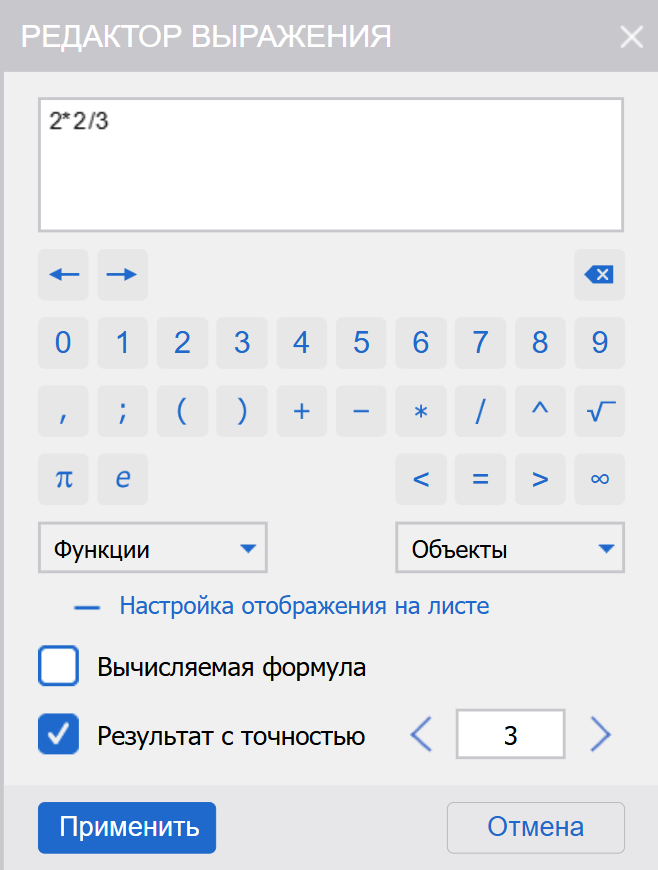 РЕДАКТОР ВЫРАЖЕНИЯ
2*2/3
0 1 2 3 4 5 6 7 8 9
, ; ( ) + − * / ^ √
π e < = > ∞
Функции Объекты
Настройка отображения на листе
Вычисляемая формула
Результат с точностью 3
Применить Отмена